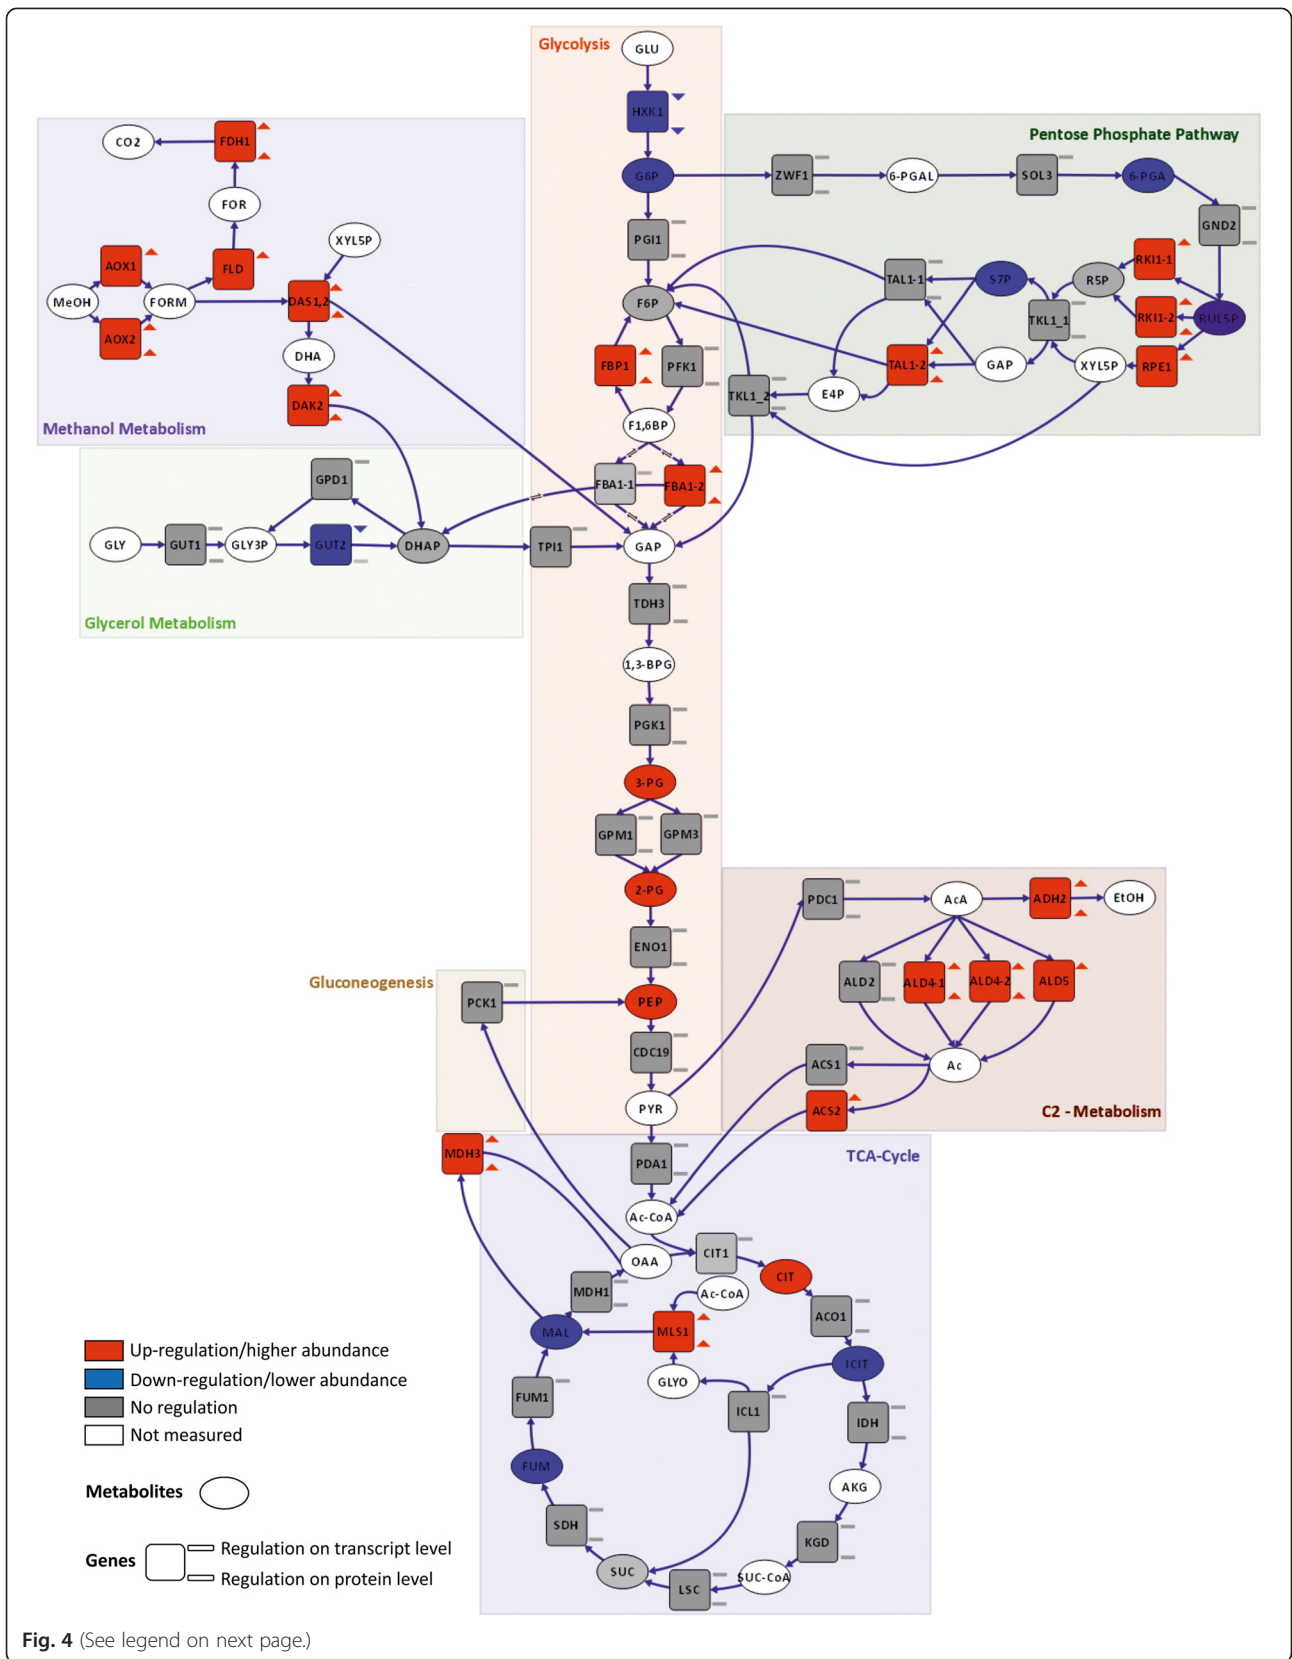 Glycolysis
GLU
HXK1
G6P
PGI1
F6P
FBP1
PFK1
F1,6BP
FBA1-1
FBA1-2
GAP
TPI1
TDH3
1,3-BPG
PGK1
3-PG
GPM1
GPM3
2-PG
ENO1
PEP
CDC19
PYR
CO2
FDH1
FOR
XYL5P
AOX1
FLD
MeOH
FORM
DAS1,2
AOX2
DHA
DAK2
Methanol Metabolism
GPD1
GLY
GUT1
GLY3P
GUT2
DHAP
Glycerol Metabolism
Pentose Phosphate Pathway
ZWF1
6-PGAL
SOL3
6-PGA
GND2
RKI1-1
TAL1-1
S7P
R5P
TKL1_1
RKI1-2
RUL5P
TAL1-2
GAP
XYL5P
RPE1
TKL1_2
E4P
PDC1
AcA
ADH2
EtOH
ALD2
ALD4-1
ALD4-2
ALD5
ACS1
Ac
ACS2
C2 - Metabolism
Gluconeogenesis
PCK1
MDH3
TCA-Cycle
PDA1
Ac-CoA
OAA
CIT1
CIT
MDH1
Ac-CoA
ACO1
MAL
MLS1
ICIT
GLYO
FUM1
ICL1
IDH
FUM
AKG
SDH
KGD
SUC
SUC-CoA
LSC
Up-regulation/higher abundance
Down-regulation/lower abundance
No regulation
Not measured
Metabolites
Genes
Regulation on transcript level
Regulation on protein level
Fig. 4 (See legend on next page.)